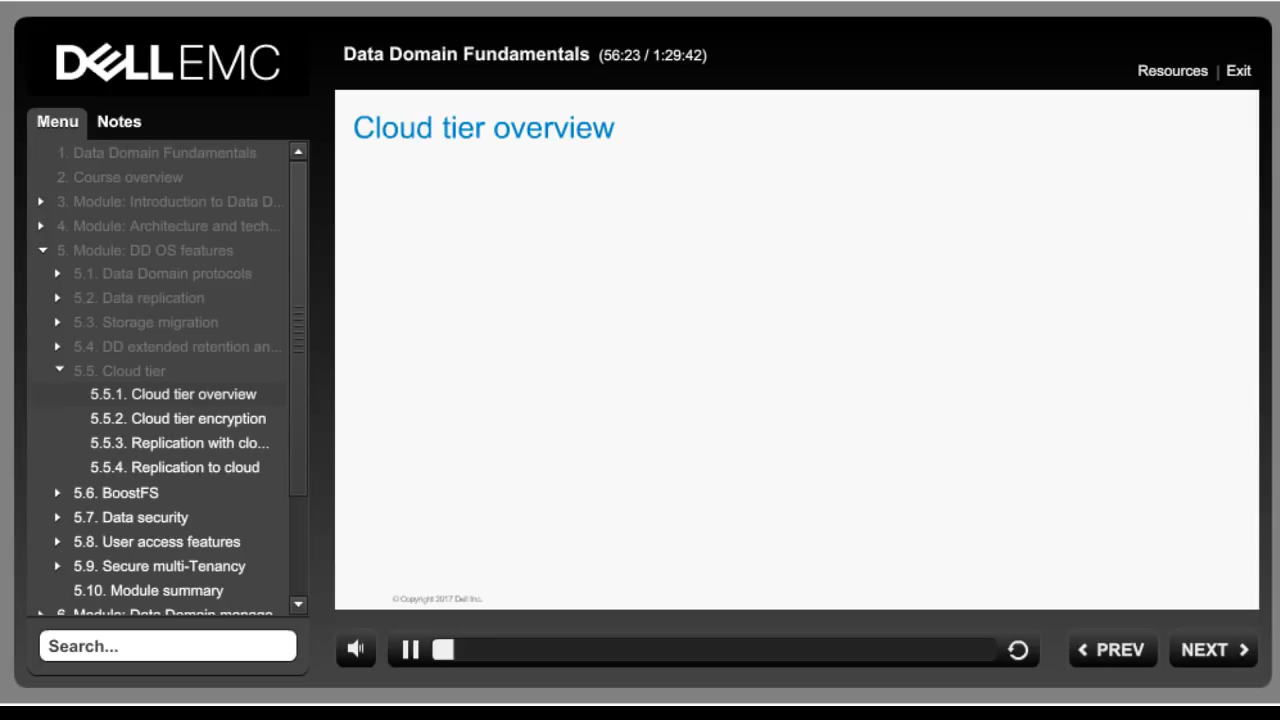 DELLEMC
Data Domain Fundamentals (56:23 / 1:29:42)
Resources | Exit
Menu Notes
1. Data Domain Fundamentals
2. Course overview
3. Module: Introduction to Data D...
4. Module: Architecture and tech...
5. Module: DD OS features
5.1. Data Domain protocols
5.2. Data replication
5.3. Storage migration
5.4. DD extended retention an...
5.5. Cloud tier
5.5.1. Cloud tier overview
5.5.2. Cloud tier encryption
5.5.3. Replication with clo...
5.5.4. Replication to cloud
5.6. BoostFS
5.7. Data security
5.8. User access features
5.9. Secure multi-Tenancy
5.10. Module summary
6. Module: Data Domain manage...
Search...
Cloud tier overview
© Copyright 2017 Dell Inc.
PREV
NEXT